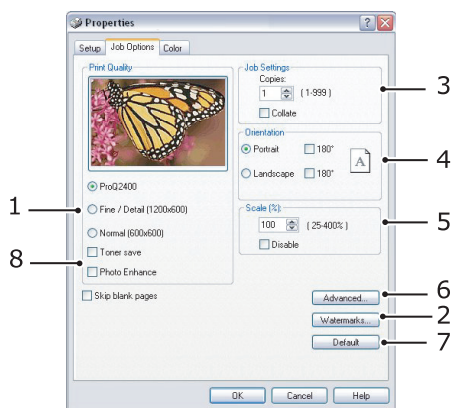 Properties
Setup Job Options Color
Print Quality
ProQ2400
Fine / Detail (1200x600)
Normal (600x600)
Toner save
Photo Enhance
Skip blank pages
Job Settings
Copies:
1 ( 1-999 )
Collate
Orientation
Portrait 180°
Landscape 180°
A
Scale (%):
100 ( 25-400% )
Disable
Advanced...
Watermarks...
Default
OK Cancel Help
1
8
3
4
5
6
2
7